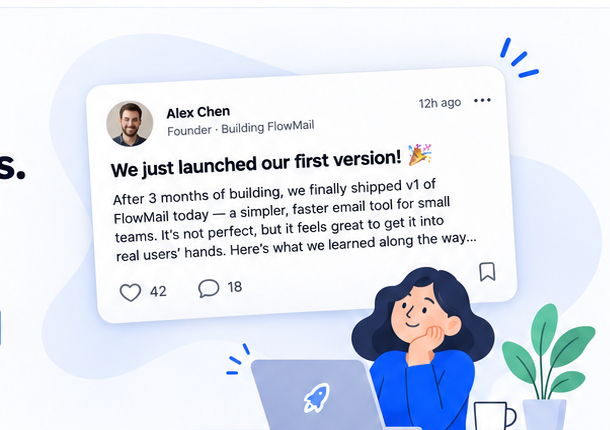 s.
Alex Chen
12h ago
Founder · Building FlowMail
We just launched our first version! 🎉
After 3 months of building, we finally shipped v1 of
FlowMail today — a simpler, faster email tool for small
teams. It’s not perfect, but it feels great to get it into
real users’ hands. Here’s what we learned along the way...
42
18